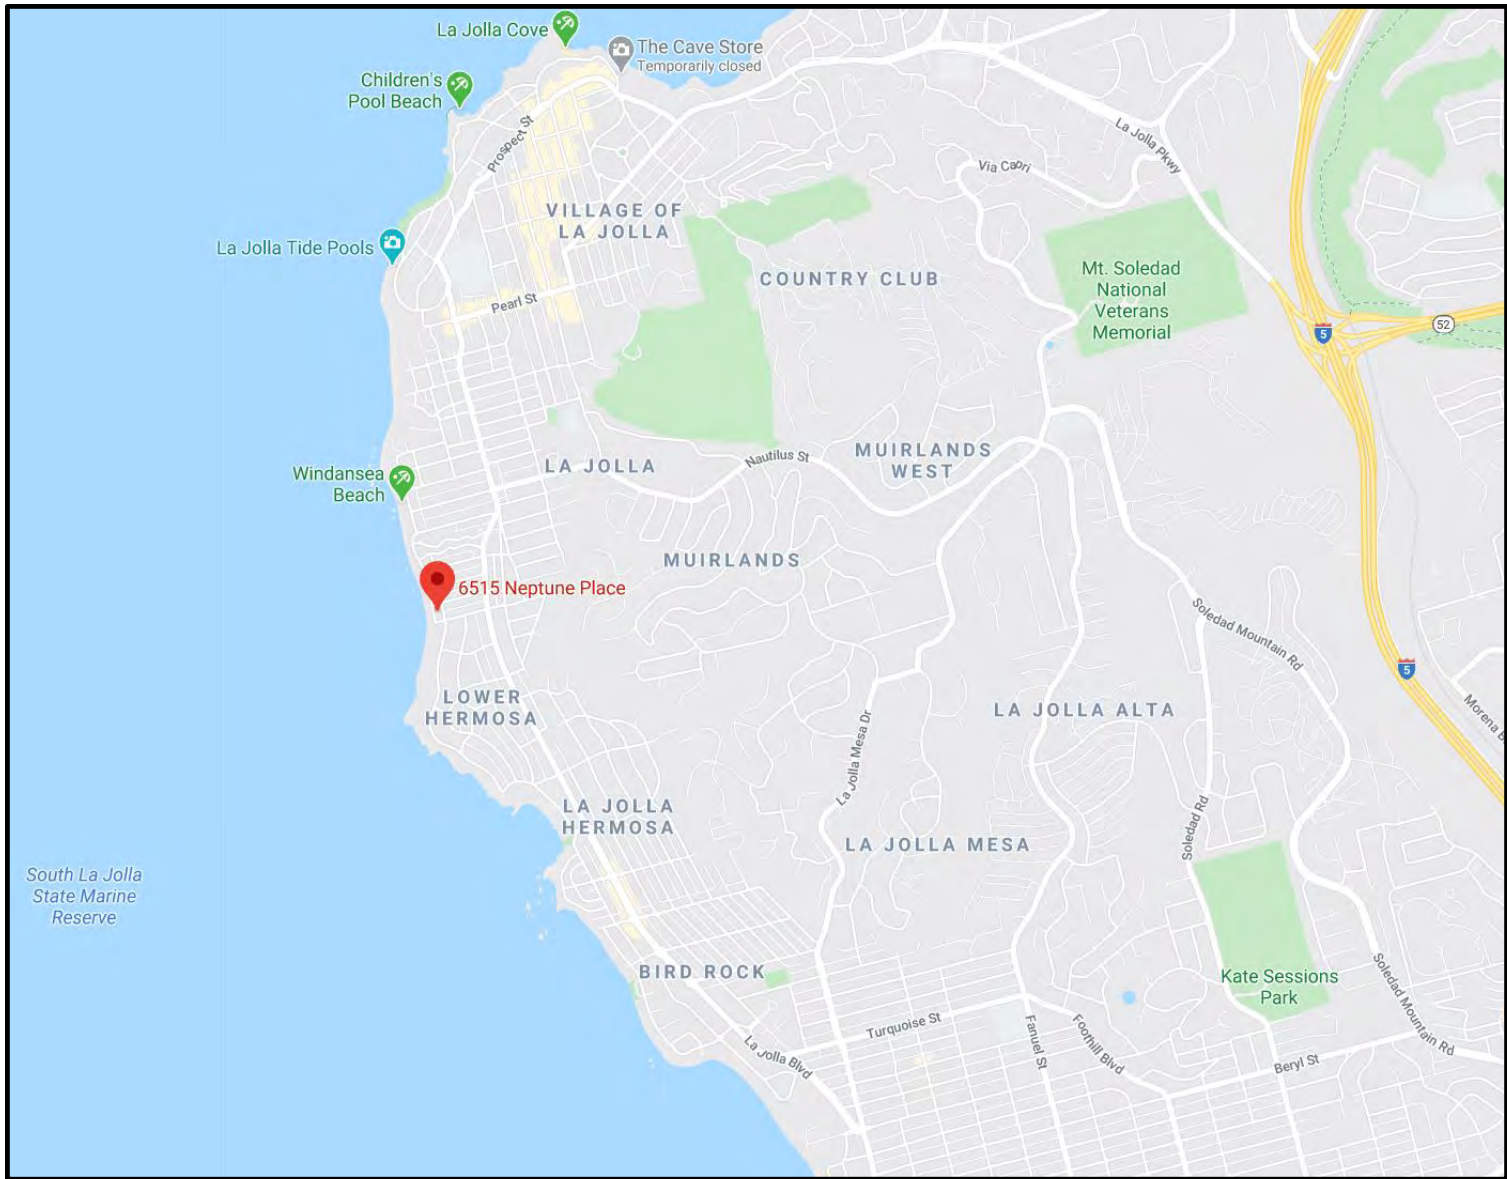 La Jolla Cove
The Cave Store
Temporarily closed
Children's
Pool Beach
Prospect St
La Jolla Pkwy
Via Capri
VILLAGE OF
LA JOLLA
La Jolla Tide Pools
COUNTRY CLUB
Mt. Soledad
National
Veterans
Memorial
Pearl St
52
5
Windansea
Beach
LA JOLLA
Nautilus St
MUIRLANDS
WEST
MUIRLANDS
6515 Neptune Place
Soledad Mountain Rd
5
LOWER
HERMOSA
LA JOLLA ALTA
Morena B
La Jolla Mesa Dr
LA JOLLA
HERMOSA
Soledad Rd
LA JOLLA MESA
South La Jolla
State Marine
Reserve
BIRD ROCK
Kate Sessions
Park
Soledad Mountain Rd
Turquoise St
Fanuel St
Foothill Blvd
La Jolla Blvd
Beryl St